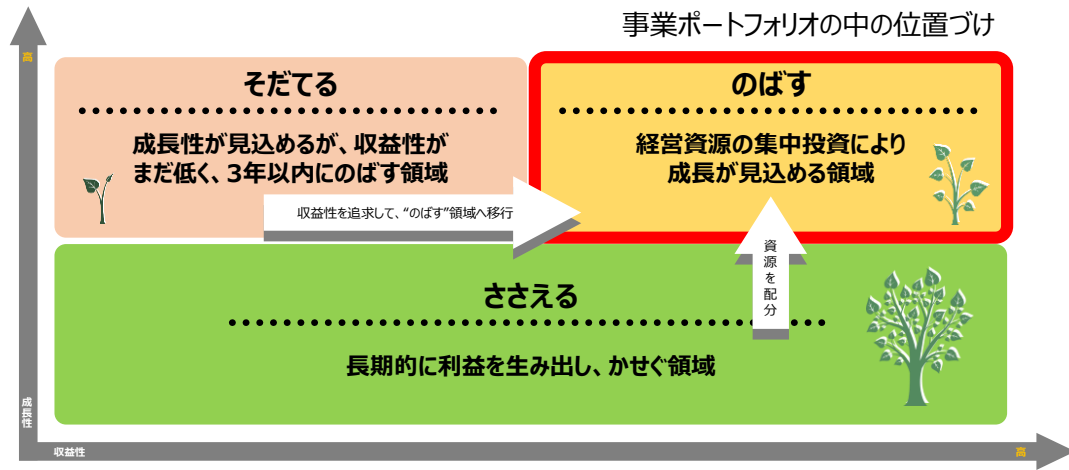 事業ポートフォリオの中の位置づけ
高
そだてる
成長性が見込めるが、収益性が
まだ低く、3年以内にのばす領域
収益性を追求して、“のばす”領域へ移行
のばす
経営資源の集中投資により
成長が見込める領域
資源を配分
ささえる
長期的に利益を生み出し、かせぐ領域
成長性
収益性
高